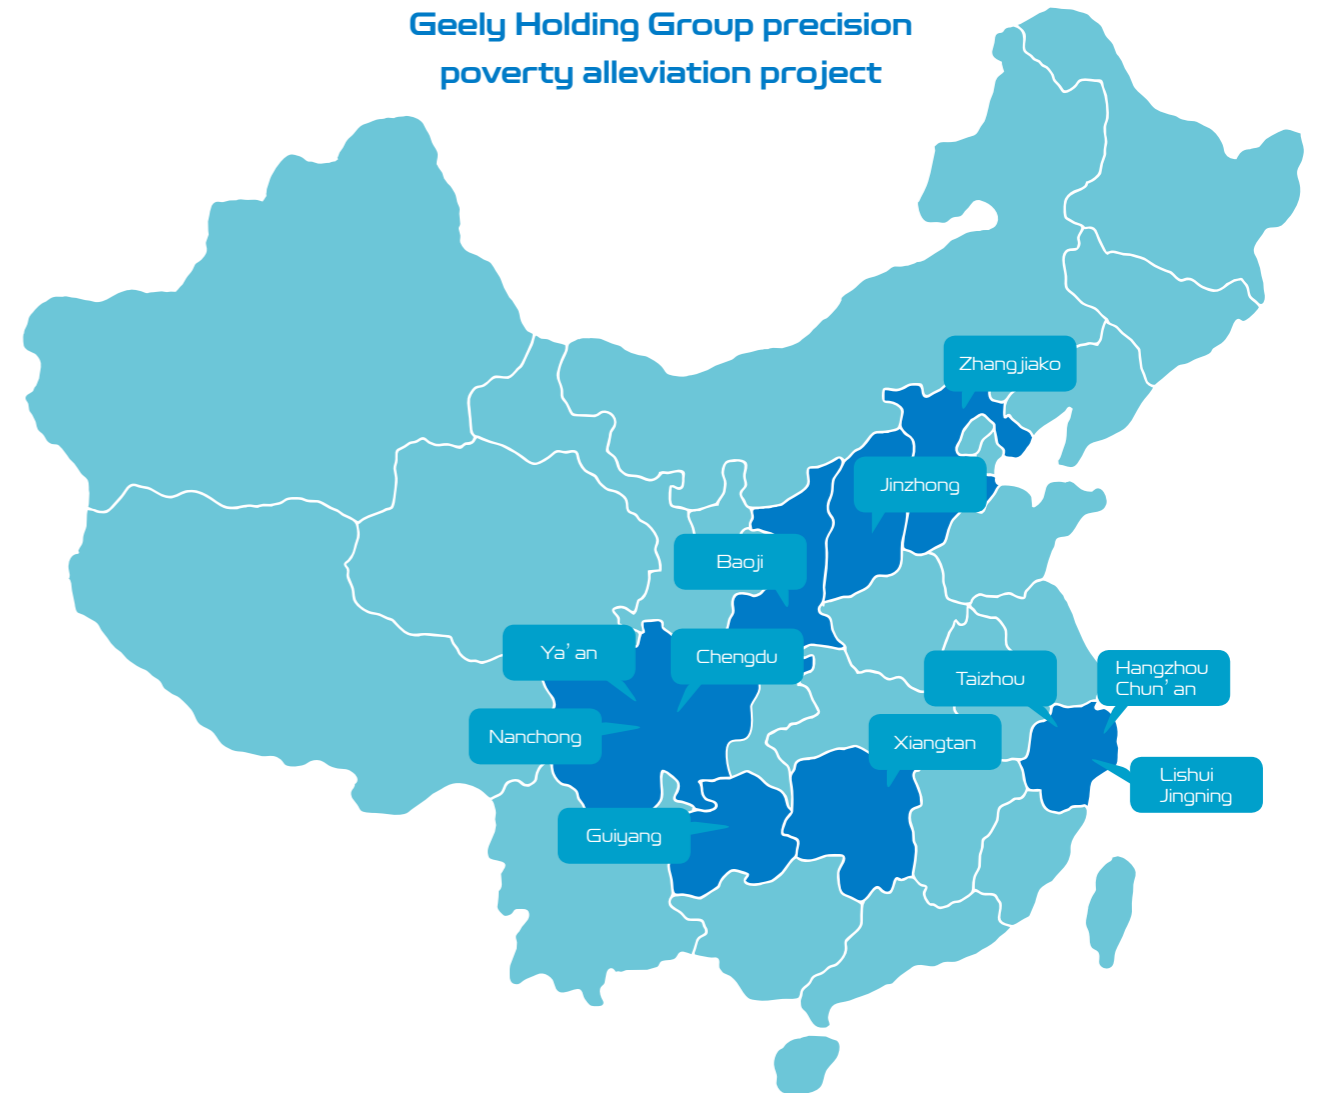 Geely Holding Group precision
poverty alleviation project
Zhangjiako
Jinzhong
Baoji
Ya’an
Chengdu
Taizhou
Hangzhou
Chun’an
Nanchong
Xiangtan
Lishui
Jingning
Guiyang